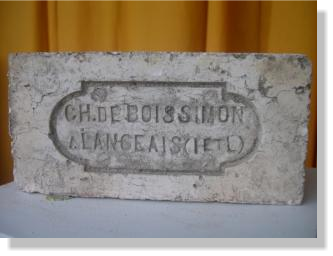 CH. DE BOISSIMON
A LANGEAIS (I ET L)